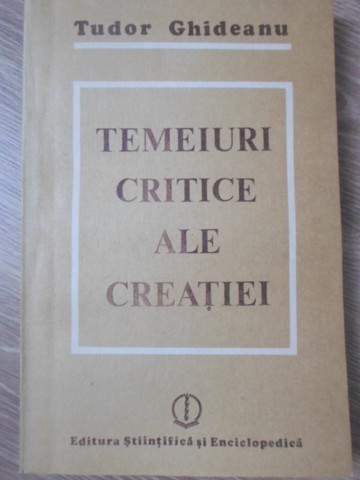 Tudor Ghideanu
TEMEIURI
CRITICE
ALE
CREAȚIEI
Editura Științifică și Enciclopedică